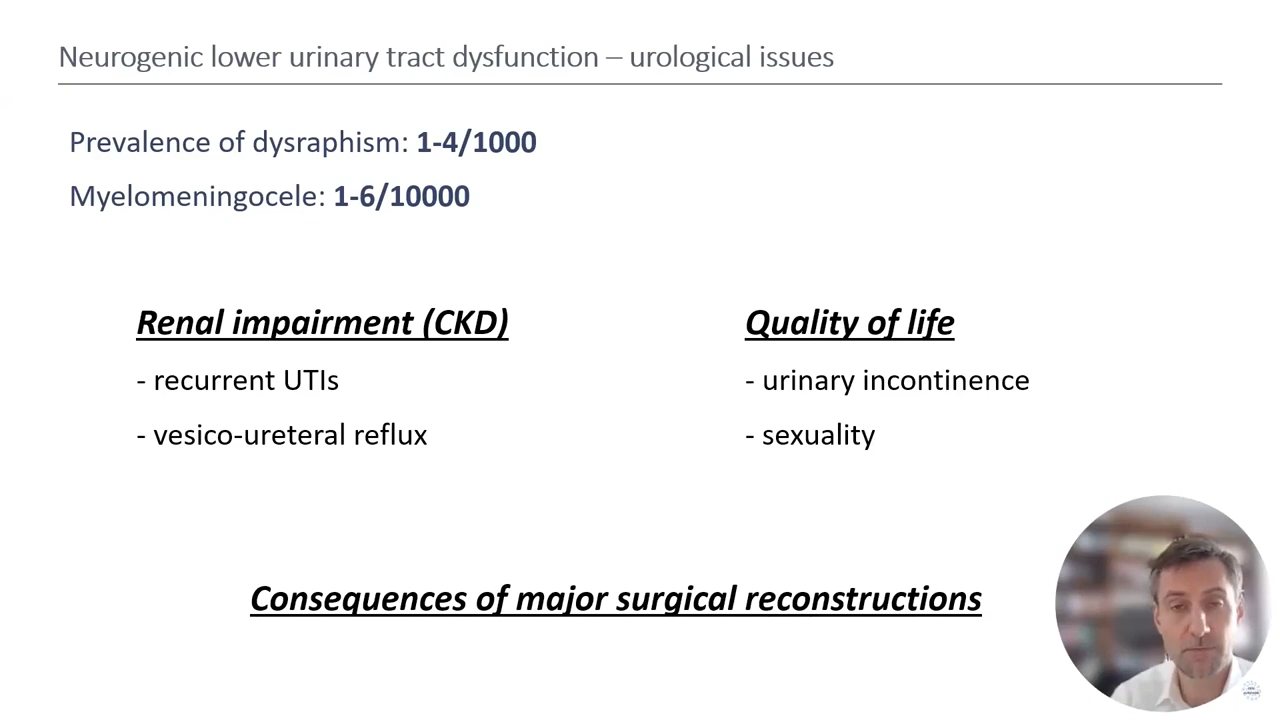 Neurogenic lower urinary tract dysfunction – urological issues
Prevalence of dysraphism: 1-4/1000
Myelomeningocele: 1-6/10000
Renal impairment (CKD)
- recurrent UTIs
- vesico-ureteral reflux
Quality of life
- urinary incontinence
- sexuality
Consequences of major surgical reconstructions